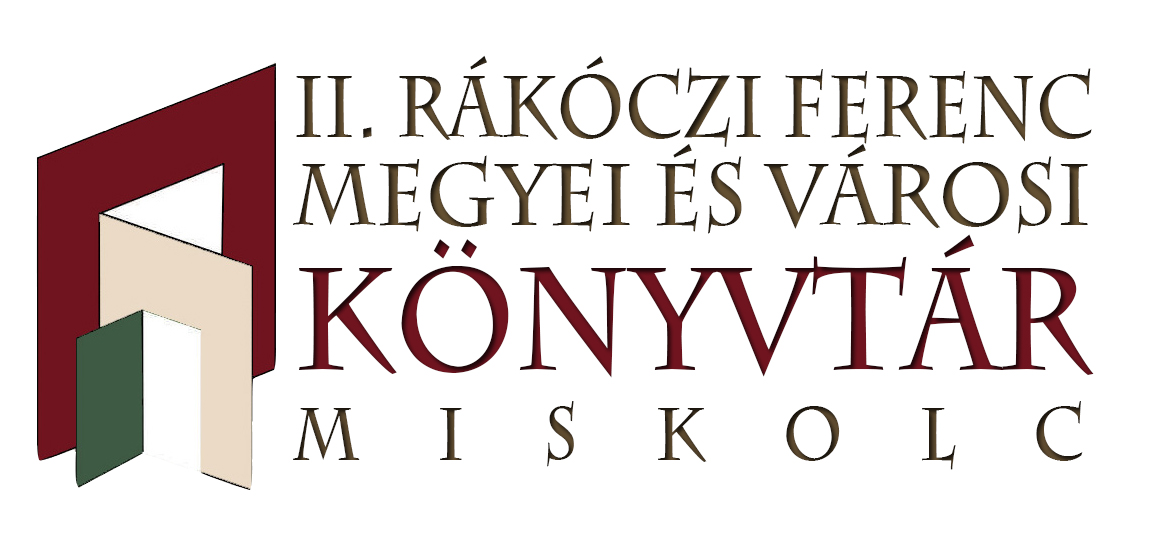 II. RÁKÓCZI FERENC
MEGYEI ÉS VÁROSI
KÖNYVTÁR
MISKOLC